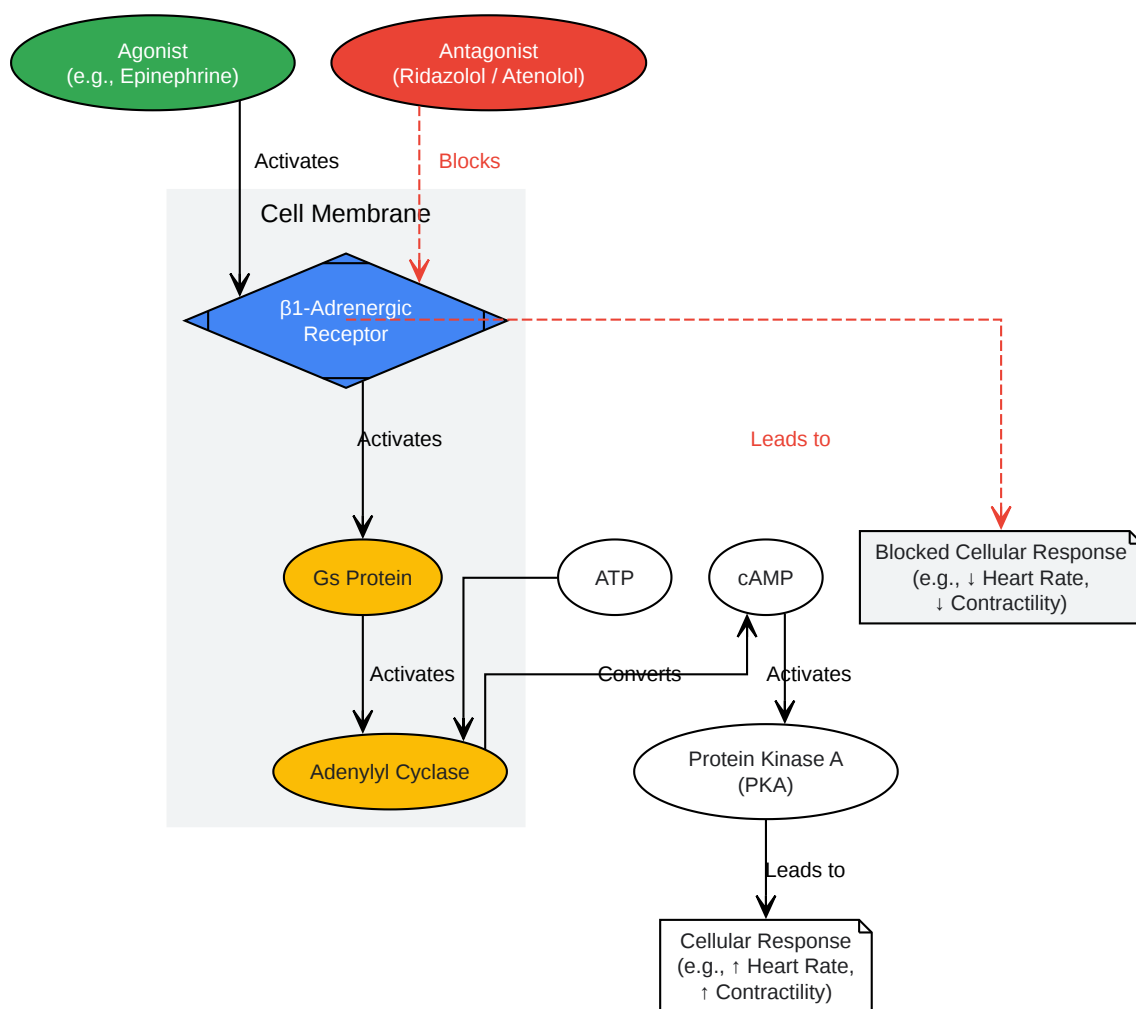 Agonist
(e.g., Epinephrine)
Antagonist
(Ridazolol / Atenolol)
Activates
Blocks
Cell Membrane
β1-Adrenergic
Receptor
Activates
Leads to
Blocked Cellular Response
(e.g., ↓ Heart Rate,
↓ Contractility)
Gs Protein
ATP
cAMP
Activates
Converts
Activates
Adenylyl Cyclase
Protein Kinase A
(PKA)
Leads to
Cellular Response
(e.g., ↑ Heart Rate,
↑ Contractility)